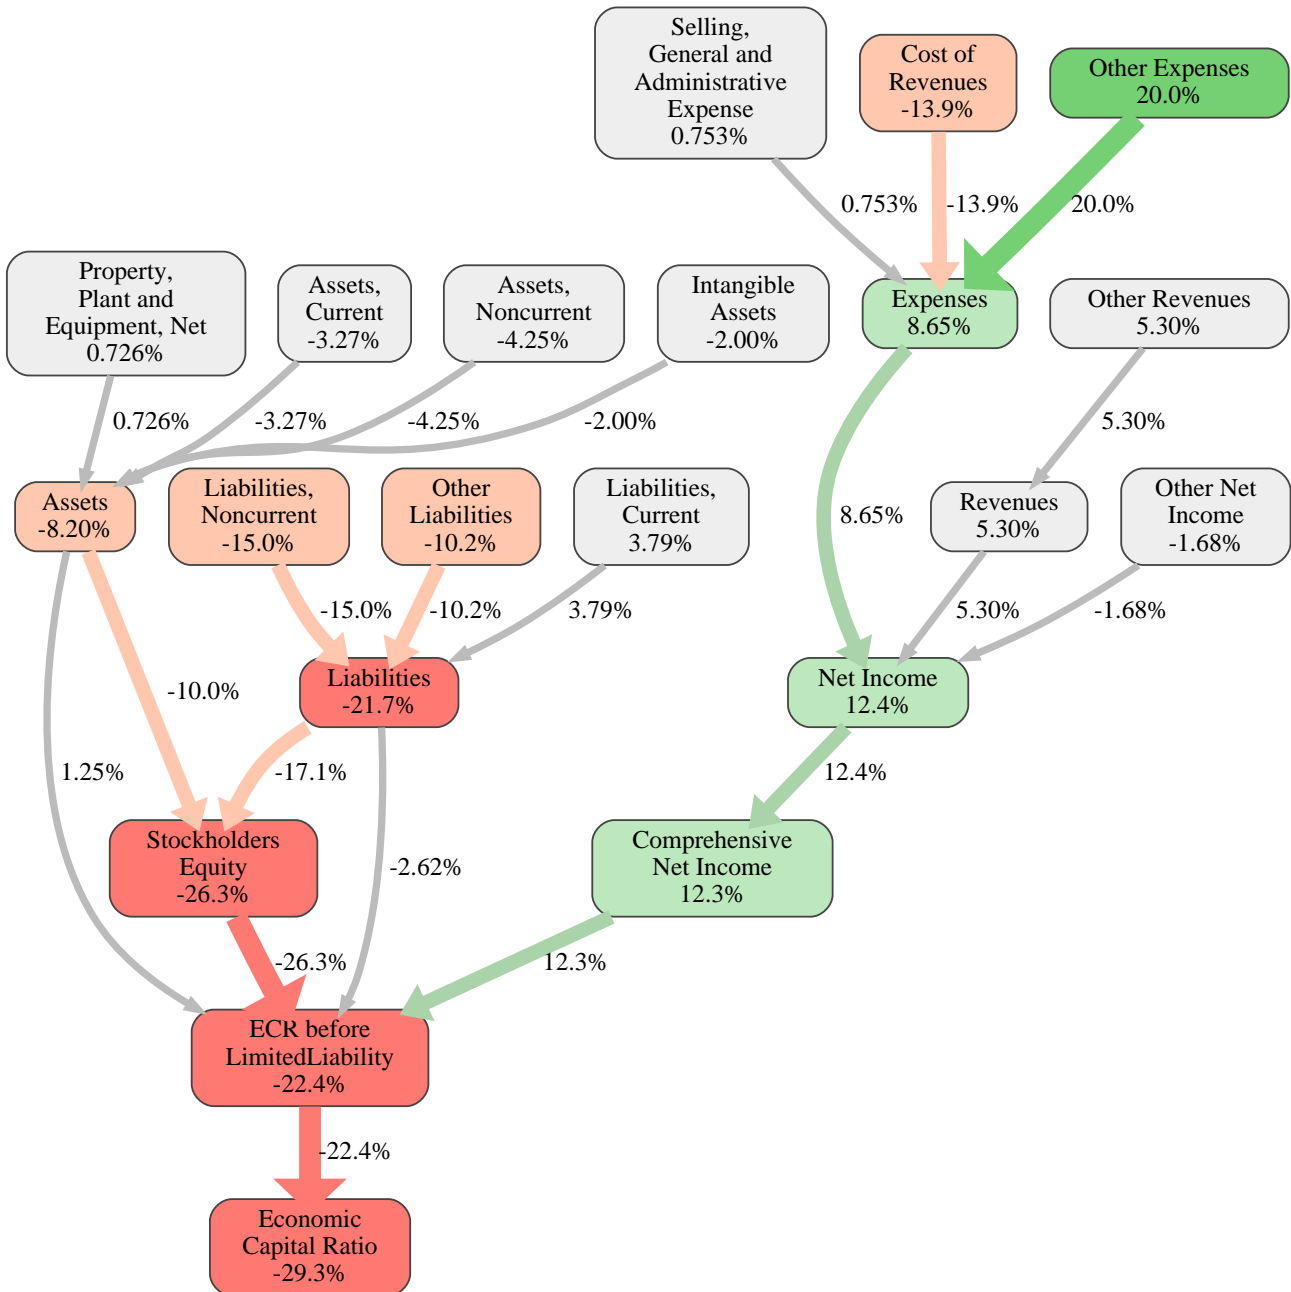 Selling,
General and
Administrative
Expense
0.753%
Cost of
Revenues
-13.9%
Other Expenses
20.0%
0.753%
-13.9%
20.0%
Property,
Plant and
Equipment, Net
0.726%
Assets,
Current
-3.27%
Assets,
Noncurrent
-4.25%
Intangible
Assets
-2.00%
Expenses
8.65%
Other Revenues
5.30%
0.726%
-3.27%
-4.25%
-2.00%
5.30%
Assets
-8.20%
Liabilities,
Noncurrent
-15.0%
Other
Liabilities
-10.2%
Liabilities,
Current
3.79%
8.65%
Revenues
5.30%
Other Net
Income
-1.68%
-15.0%
-10.2%
3.79%
5.30%
-1.68%
-10.0%
Liabilities
-21.7%
Net Income
12.4%
1.25%
-17.1%
12.4%
Stockholders
Equity
-26.3%
-2.62%
Comprehensive
Net Income
12.3%
-26.3%
12.3%
ECR before
LimitedLiability
-22.4%
-22.4%
Economic
Capital Ratio
-29.3%